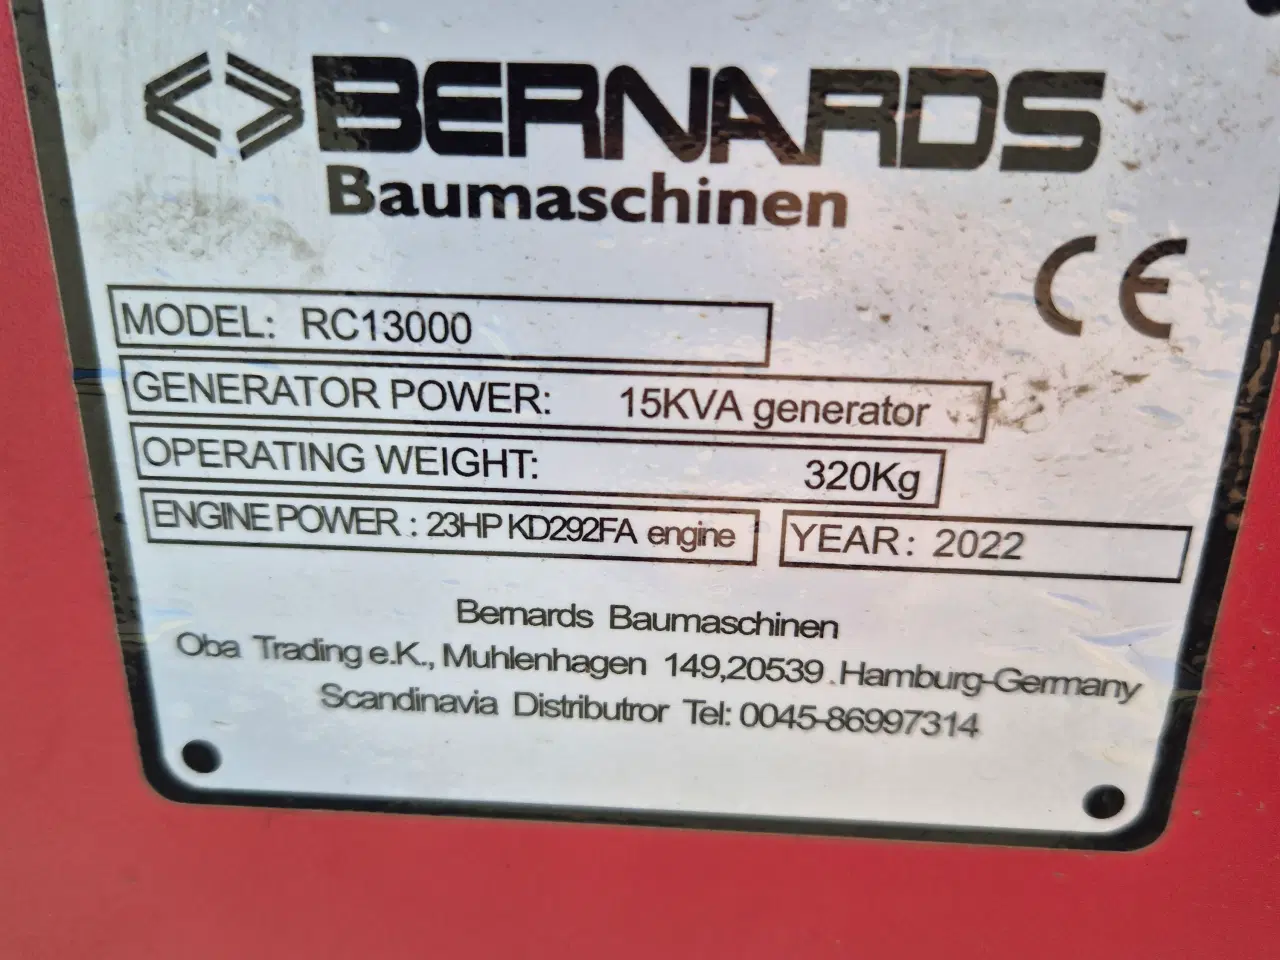 BERNARDS
Baumaschinen
CE
MODEL: RC13000
GENERATOR POWER: 15KVA generator
OPERATING WEIGHT: 320Kg
ENGINE POWER : 23HP KD292FA engine YEAR: 2022
Bernards Baumaschinen
Oba Trading e.K., Muhlenhagen 149,20539 .Hamburg-Germany
Scandinavia Distributror Tel: 0045-86997314